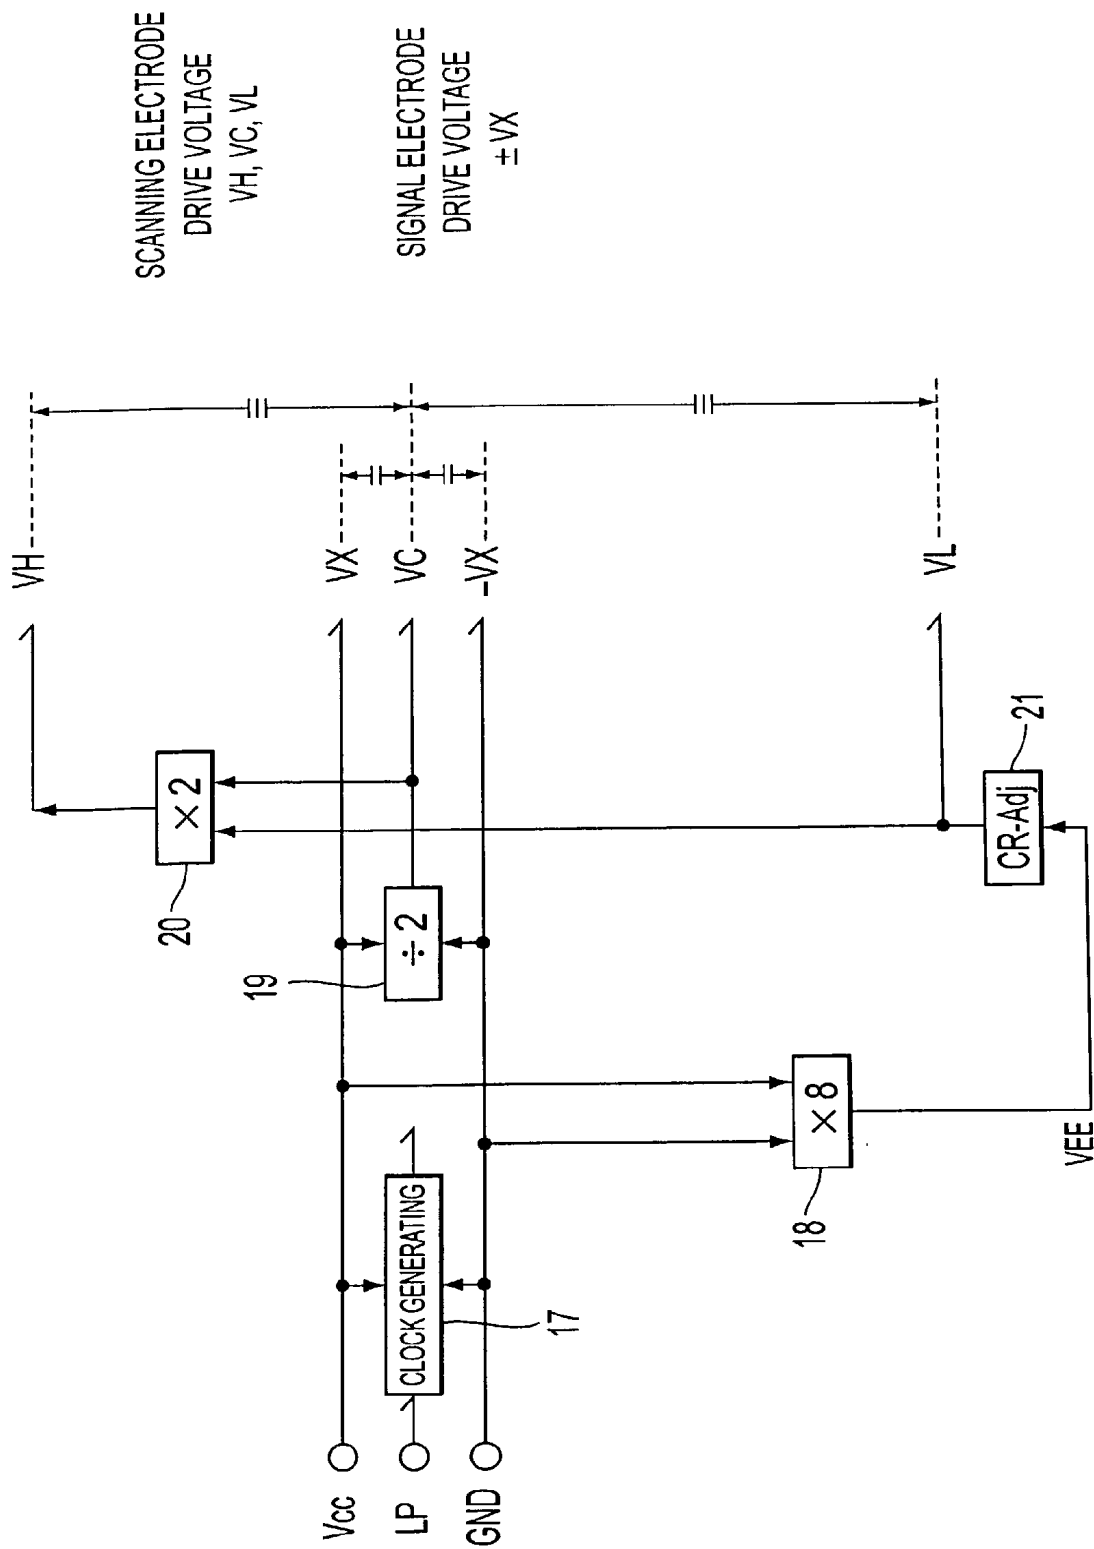 SCANNING ELECTRODE
DRIVE VOLTAGE
VH, VC, VL
SIGNAL ELECTRODE
DRIVE VOLTAGE
±VX
VH
VX
VC
-VX
VL
×2
20
÷2
19
CR-Adj
21
×8
18
VEE
CLOCK GENERATING
17
Vcc
LP
GND